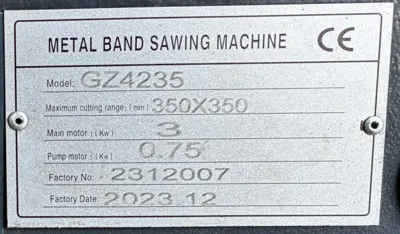 METAL BAND SAWING MACHINE CE
Model: GZ4235
Maximum cutting range: (mm) 350X350
Main motor : (Kw) 3
Pump motor : (Kw) 0.75
Factory No: 2312007
Factory Date: 2023.12